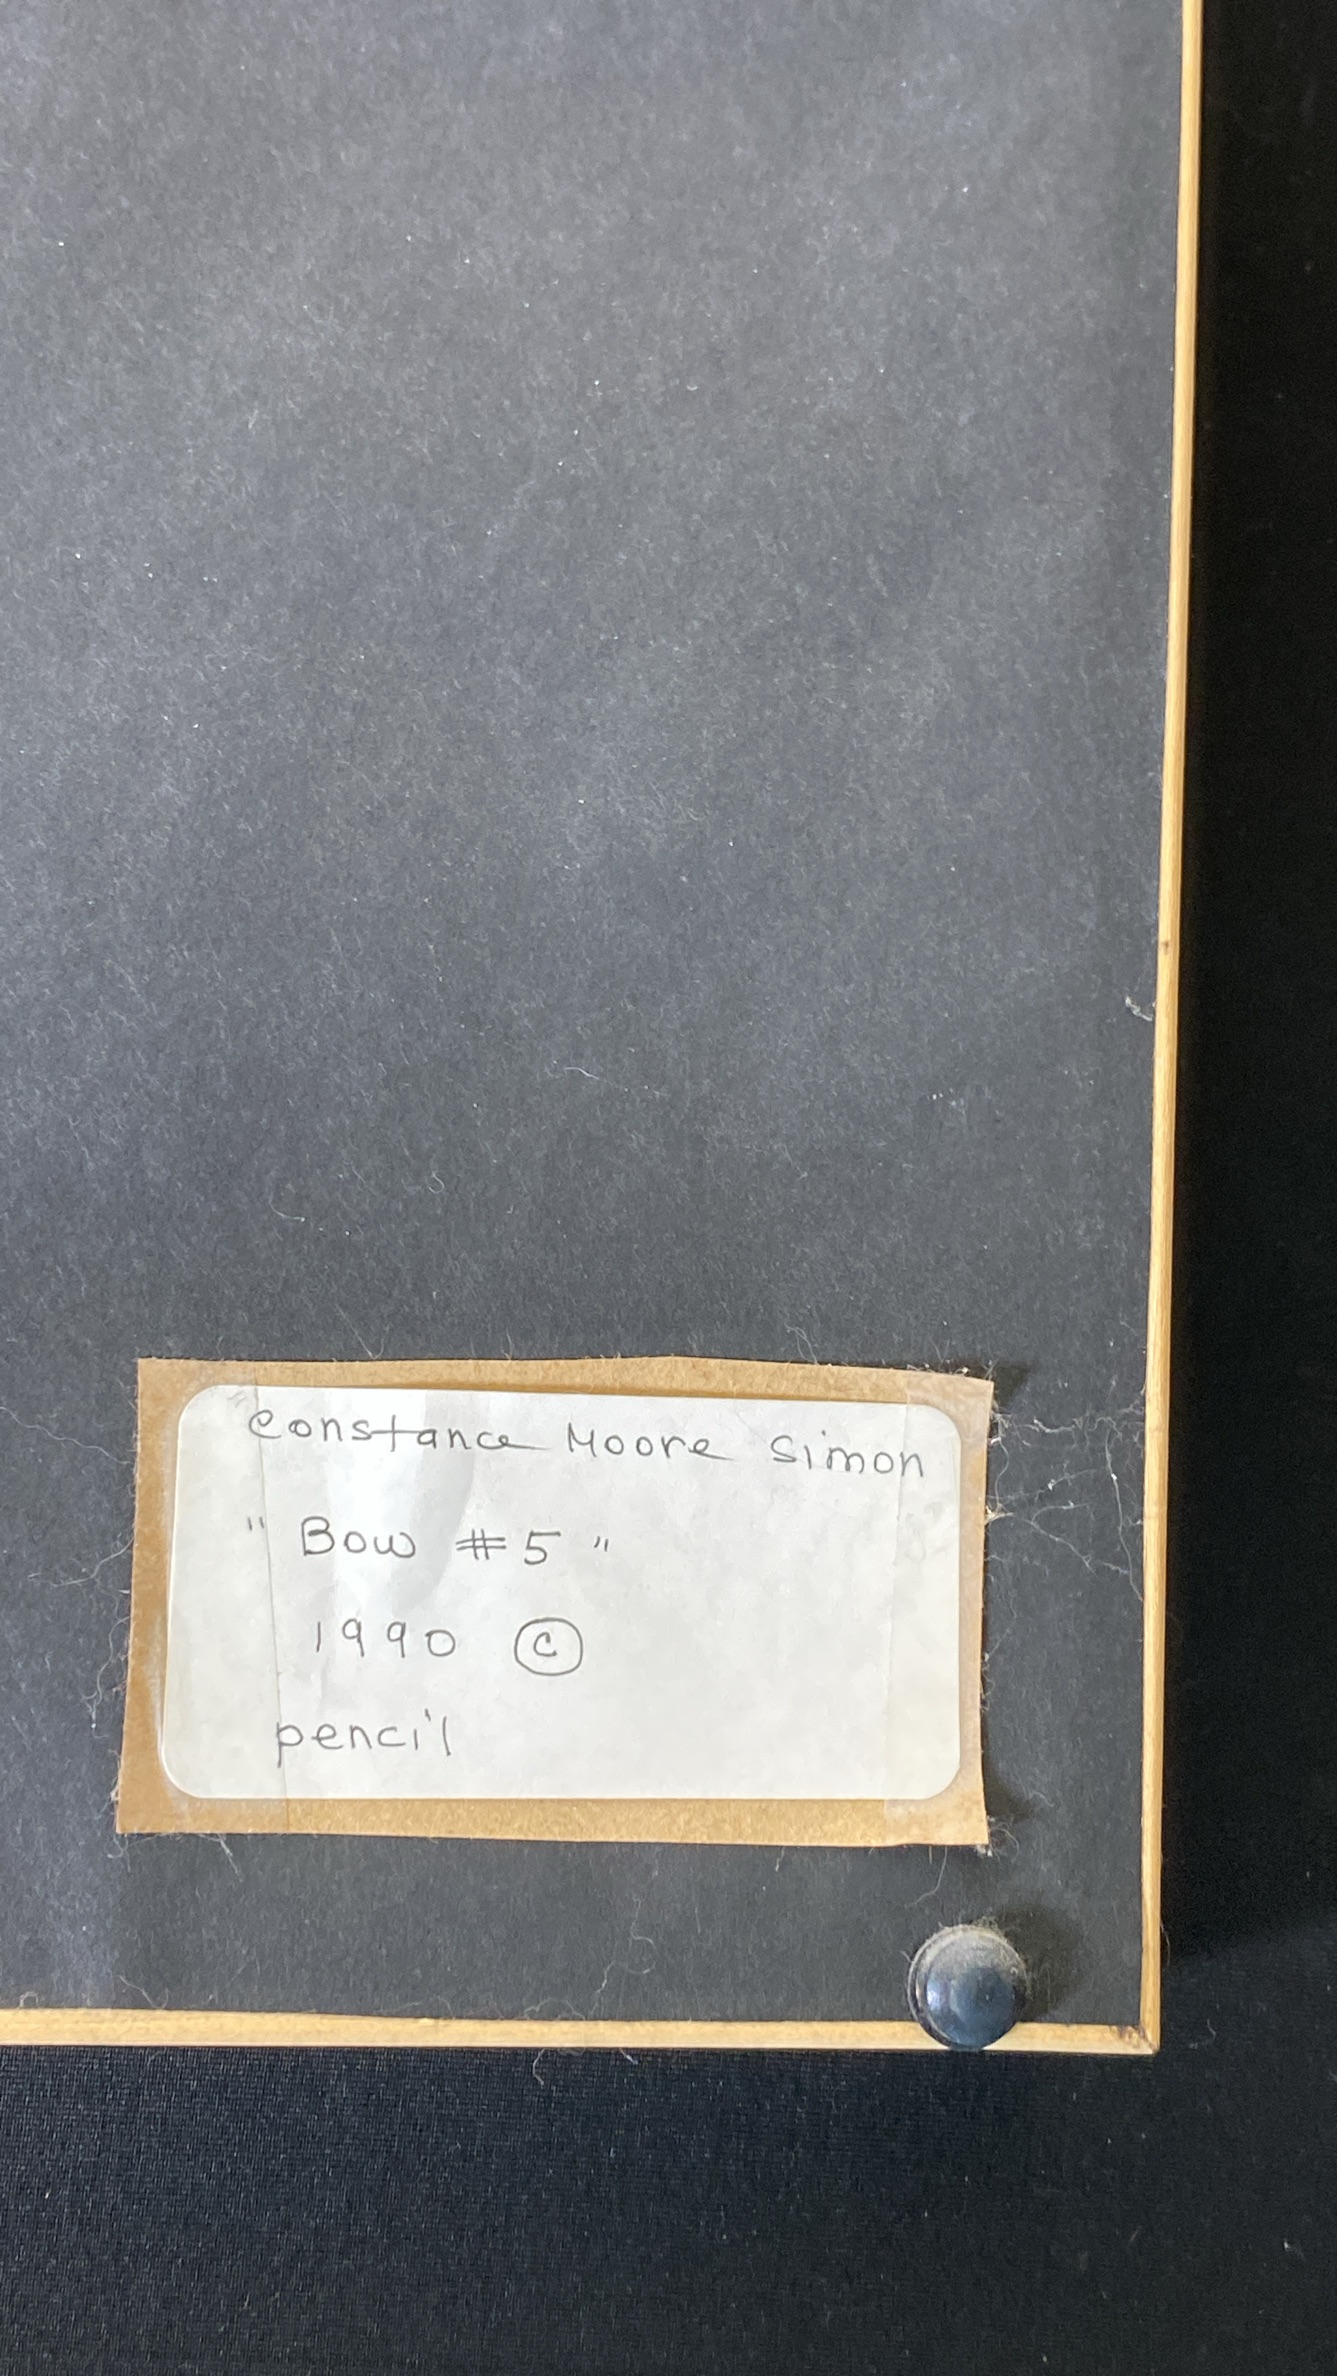 Constance Moore Simon
" Bow #5 "
1990 ©
pencil